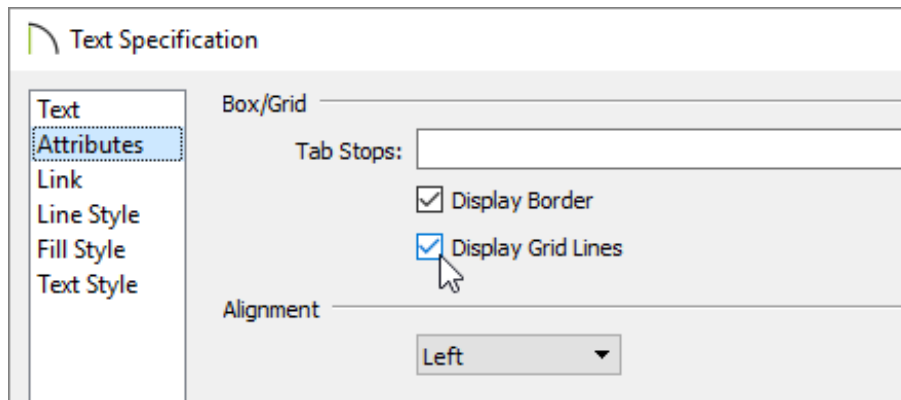 Text Specification
Text
Attributes
Link
Line Style
Fill Style
Text Style
Box/Grid
Tab Stops:
Display Border
Display Grid Lines
Alignment
Left